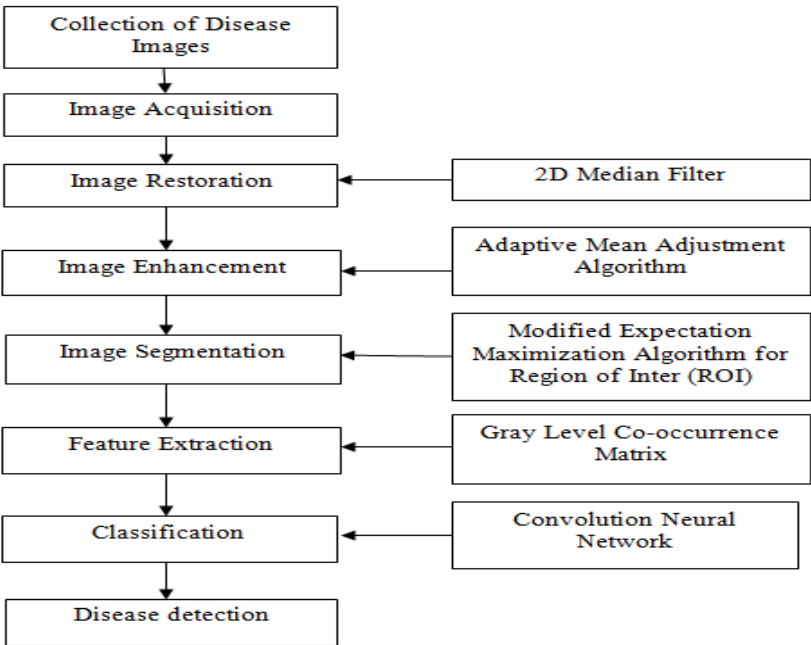 Collection of Disease
Images
Image Acquisition
Image Restoration
2D Median Filter
Image Enhancement
Adaptive Mean Adjustment
Algorithm
Image Segmentation
Modified Expectation
Maximization Algorithm for
Region of Inter (ROI)
Feature Extraction
Gray Level Co-occurrence
Matrix
Classification
Convolution Neural
Network
Disease detection